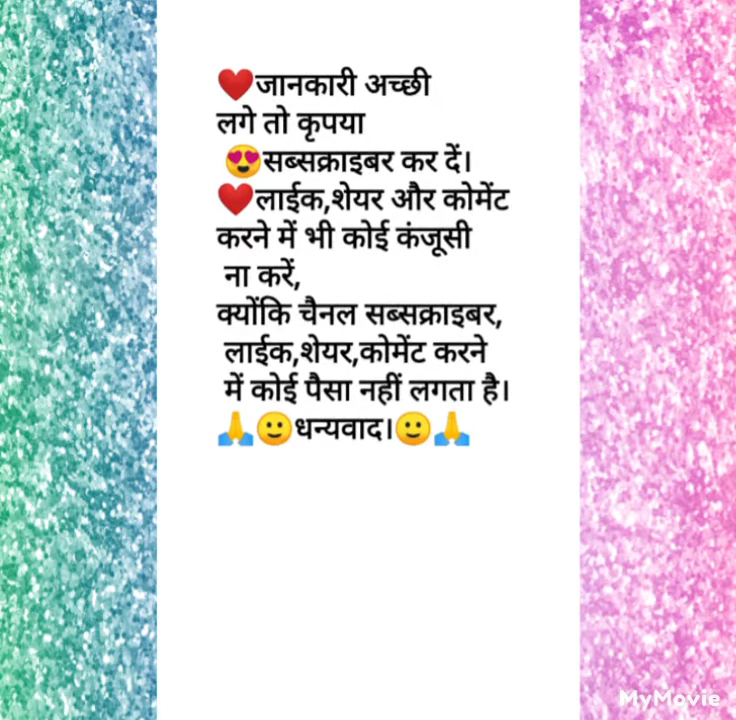 ❤️जानकारी अच्छी
लगे तो कृपया
😍सब्सक्राइबर कर दें।
❤️लाईक,शेयर और कोमेंट
करने में भी कोई कंजूसी
ना करें,
क्योंकि चैनल सब्सक्राइबर,
लाईक,शेयर,कोमेंट करने
में कोई पैसा नहीं लगता है।
🙏🙂धन्यवाद।🙂🙏
MyMovie